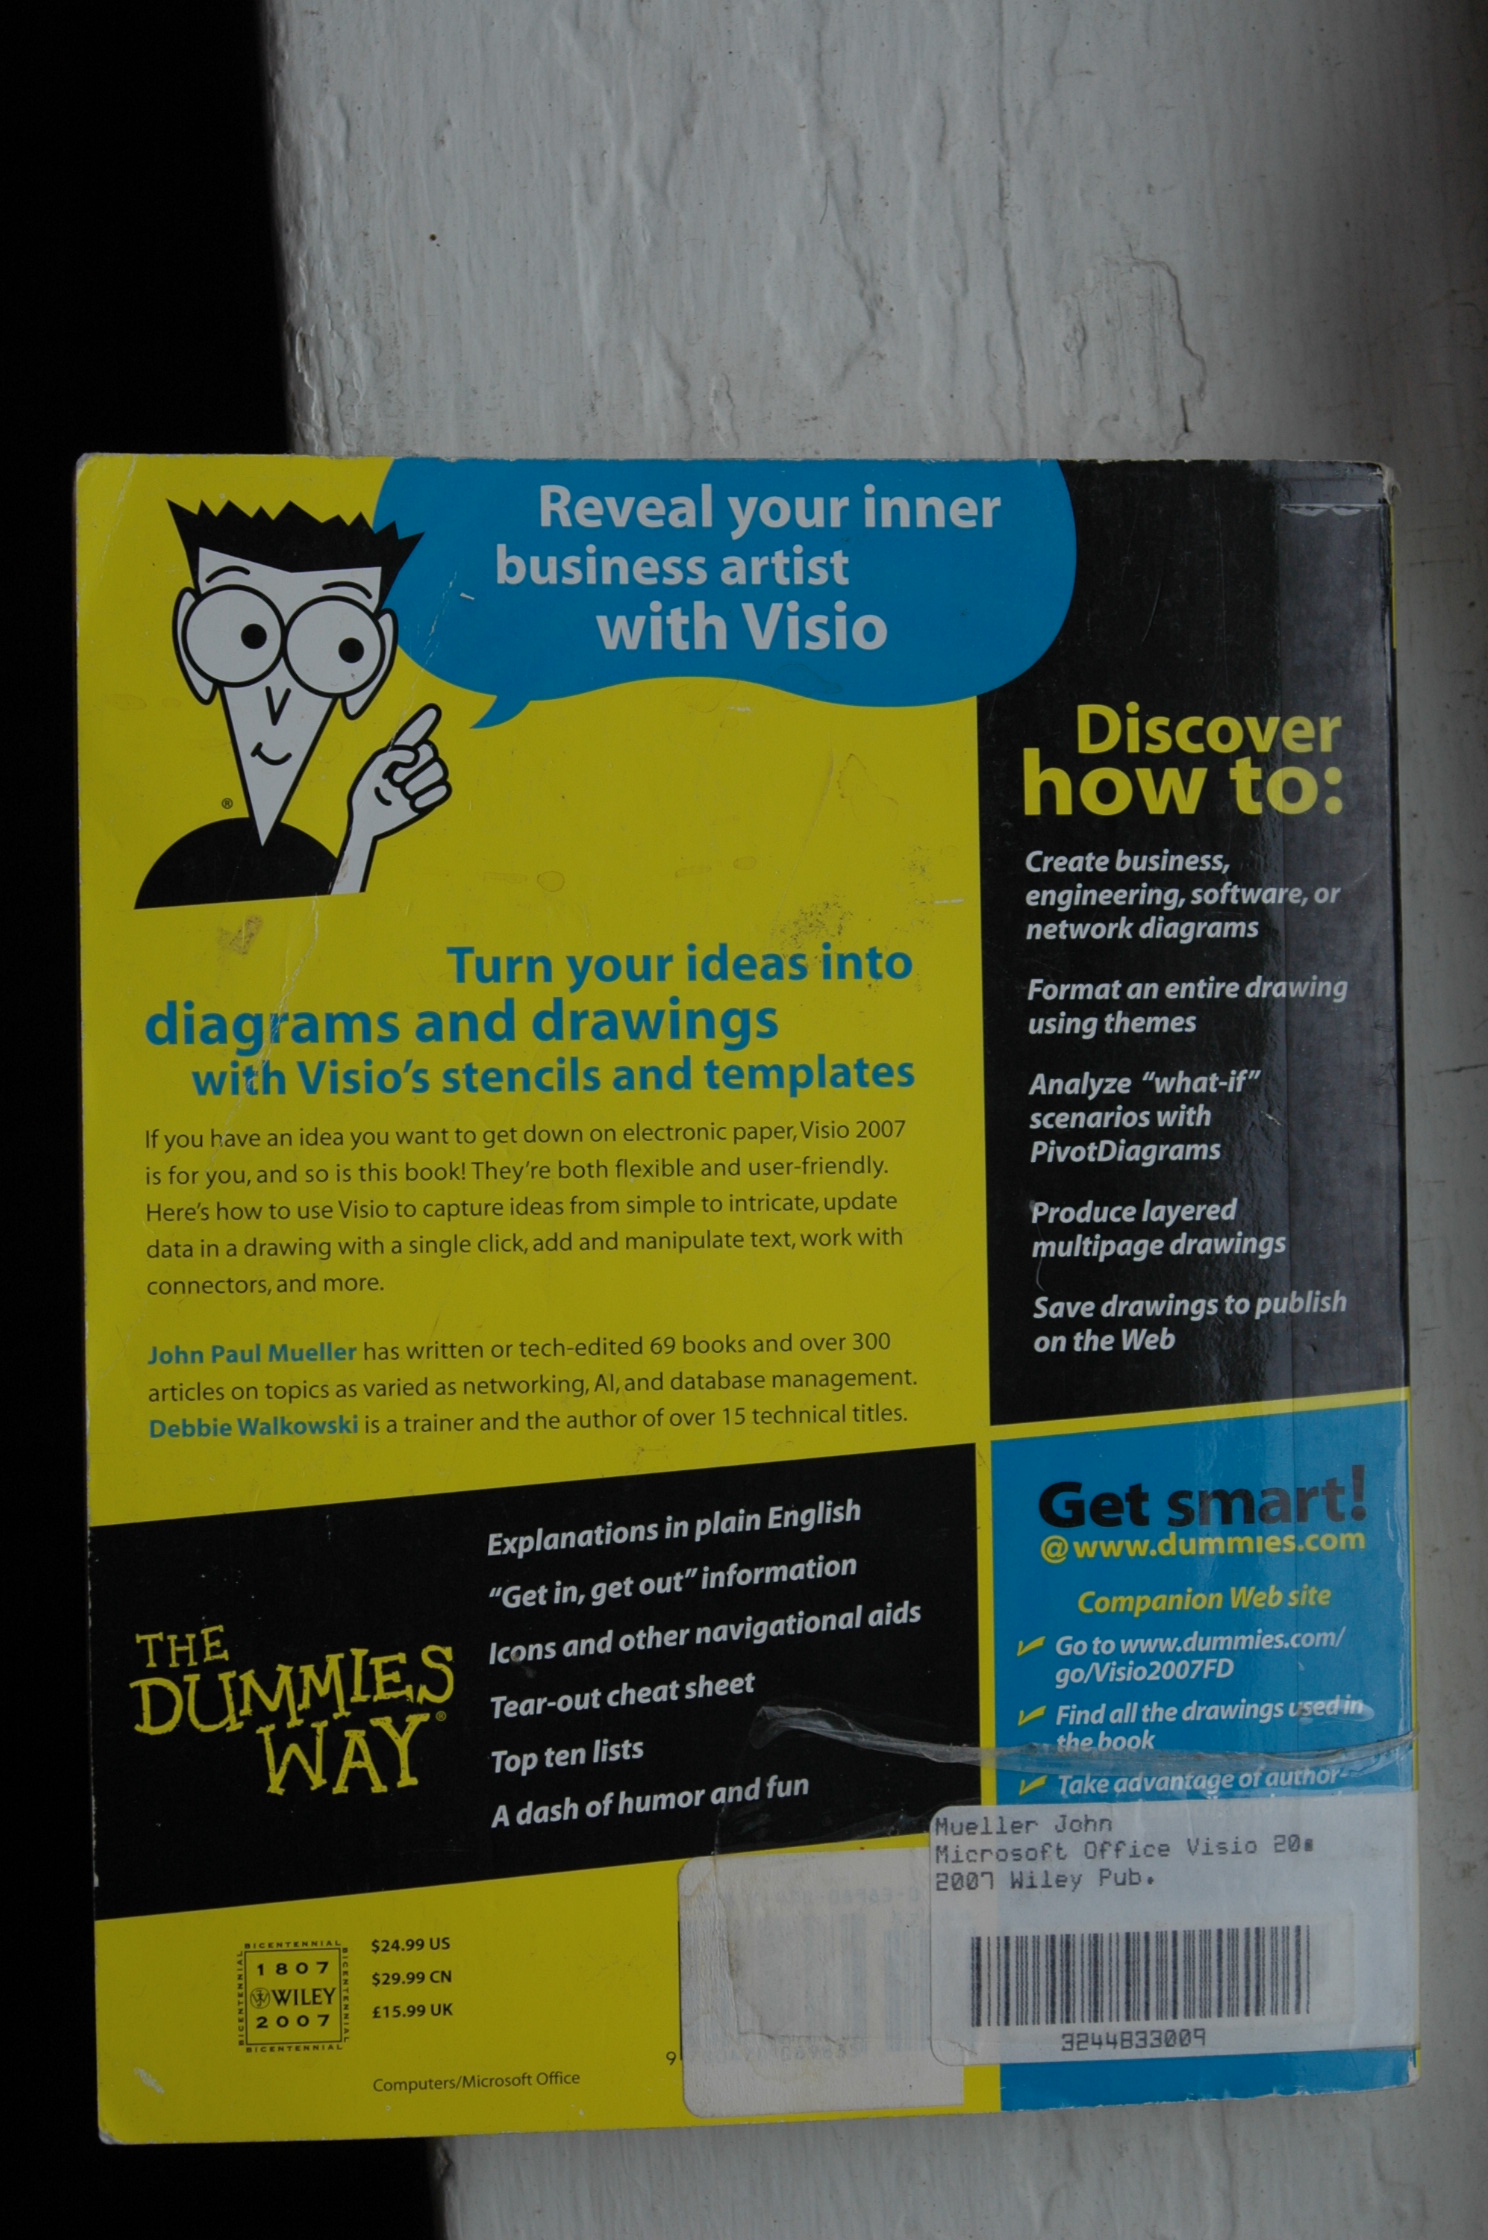 Reveal your inner
business artist
with Visio
®
Turn your ideas into
diagrams and drawings
with Visio's stencils and templates
If you have an idea you want to get down on electronic paper, Visio 2007
is for you, and so is this book! They're both flexible and user-friendly.
Here's how to use Visio to capture ideas from simple to intricate, update
data in a drawing with a single click, add and manipulate text, work with
connectors, and more.
John Paul Mueller has written or tech-edited 69 books and over 300
articles on topics as varied as networking, AI, and database management.
Debbie Walkowski is a trainer and the author of over 15 technical titles.
Discover
how to:
Create business,
engineering, software, or
network diagrams
Format an entire drawing
using themes
Analyze "what-if"
scenarios with
PivotDiagrams
Produce layered
multipage drawings
Save drawings to publish
on the Web
THE
DUMMIES
WAY®
Explanations in plain English
"Get in, get out" information
Icons and other navigational aids
Tear-out cheat sheet
Top ten lists
A dash of humor and fun
Get smart!
@www.dummies.com
Companion Web site
Go to www.dummies.com/
go/Visio2007FD
Find all the drawings used in
the book
Take advantage of author-
Mueller John
Microsoft Office Visio 20
2007 Wiley Pub.
3244833009
BICENTENNIAL
BICENTENNIAL
1807
WILEY
2007
BICENTENNIAL
BICENTENNIAL
$24.99 US
$29.99 CN
£15.99 UK
Computers/Microsoft Office
9